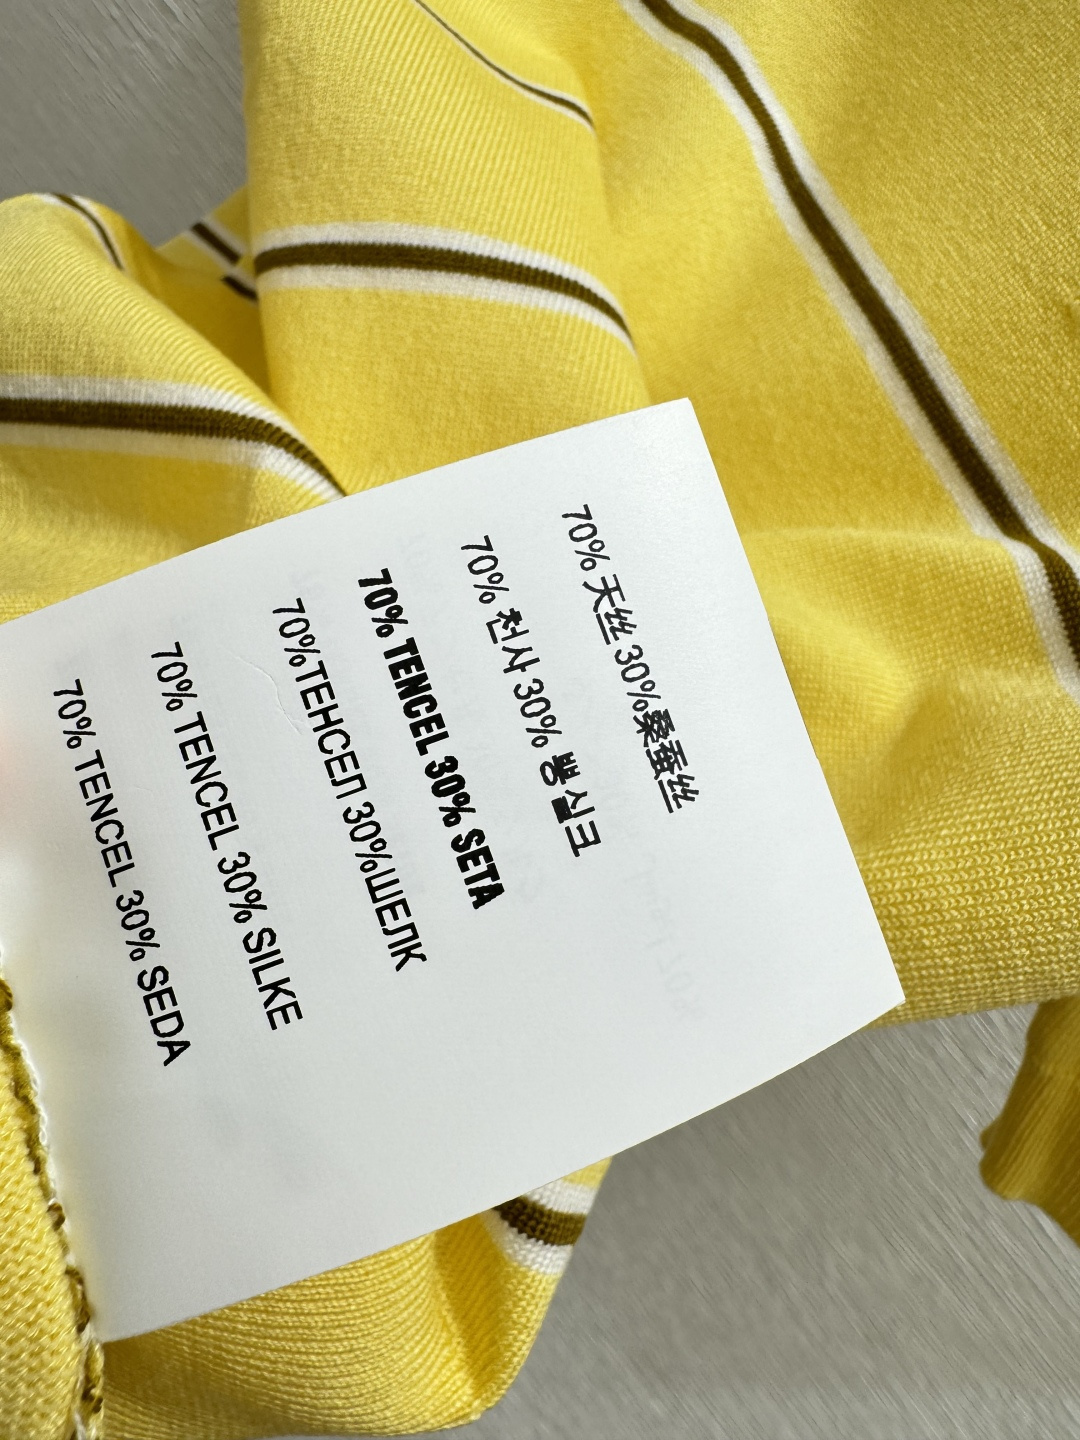 70% 天丝 30%桑蚕丝
70% 천사 30% 뽕실크
70% TENCEL 30% SETA
70%ТЕНСЕЛ 30%ШЕЛК
70% TENCEL 30% SILKE
70% TENCEL 30% SEDA